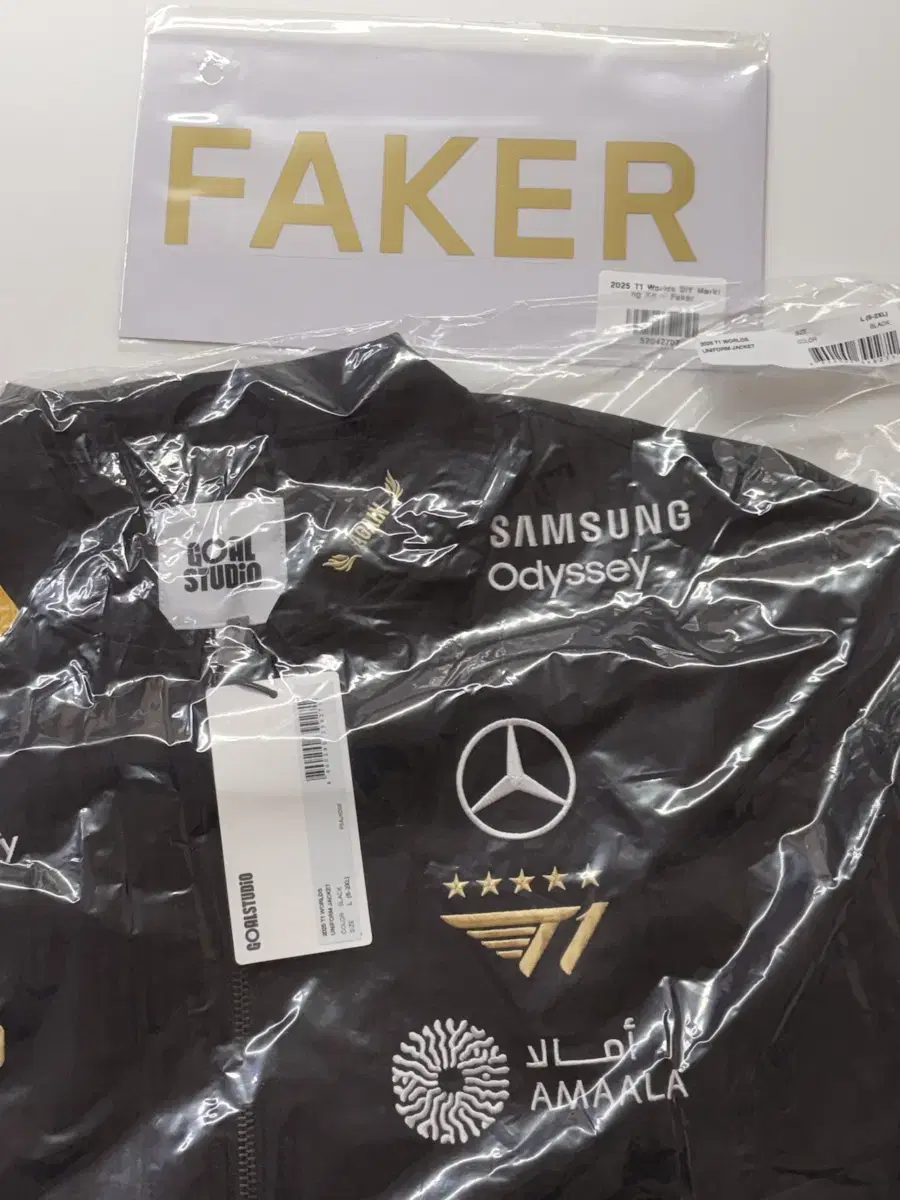 FAKER
2025 T1 Worlds DIY Marki
ng Kit - Faker
2025 T1 WORLDS
UNIFORM JACKET
SIZE
L (S-2XL)
COLOR
BLACK
GOAL
STUDIO
SAMSUNG
Odyssey
GOALSTUDIO
2025 T1 WORLDS
UNIFORM JACKET
COLOR BLACK
SIZE L (S-2XL)
T1
أمالا
AMAALA
y